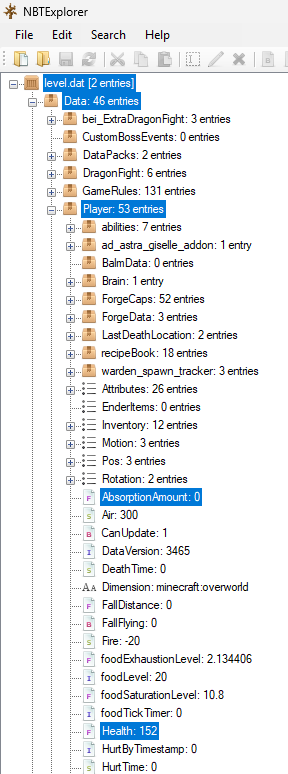 NBTExplorer
File Edit Search Help
level.dat [2 entries]
Data: 46 entries
bei_ExtraDragonFight: 3 entries
CustomBossEvents: 0 entries
DataPacks: 2 entries
DragonFight: 6 entries
GameRules: 131 entries
Player: 53 entries
abilities: 7 entries
ad_astra_giselle_addon: 1 entry
BalmData: 0 entries
Brain: 1 entry
ForgeCaps: 52 entries
ForgeData: 3 entries
LastDeathLocation: 2 entries
recipeBook: 18 entries
warden_spawn_tracker: 3 entries
Attributes: 26 entries
EnderItems: 0 entries
Inventory: 12 entries
Motion: 3 entries
Pos: 3 entries
Rotation: 2 entries
F AbsorptionAmount: 0
S Air: 300
B CanUpdate: 1
I DataVersion: 3465
S DeathTime: 0
AA Dimension: minecraft:overworld
F FallDistance: 0
B FallFlying: 0
S Fire: -20
F foodExhaustionLevel: 2.134406
I foodLevel: 20
F foodSaturationLevel: 10.8
I foodTickTimer: 0
F Health: 152
I HurtByTimestamp: 0
S HurtTime: 0